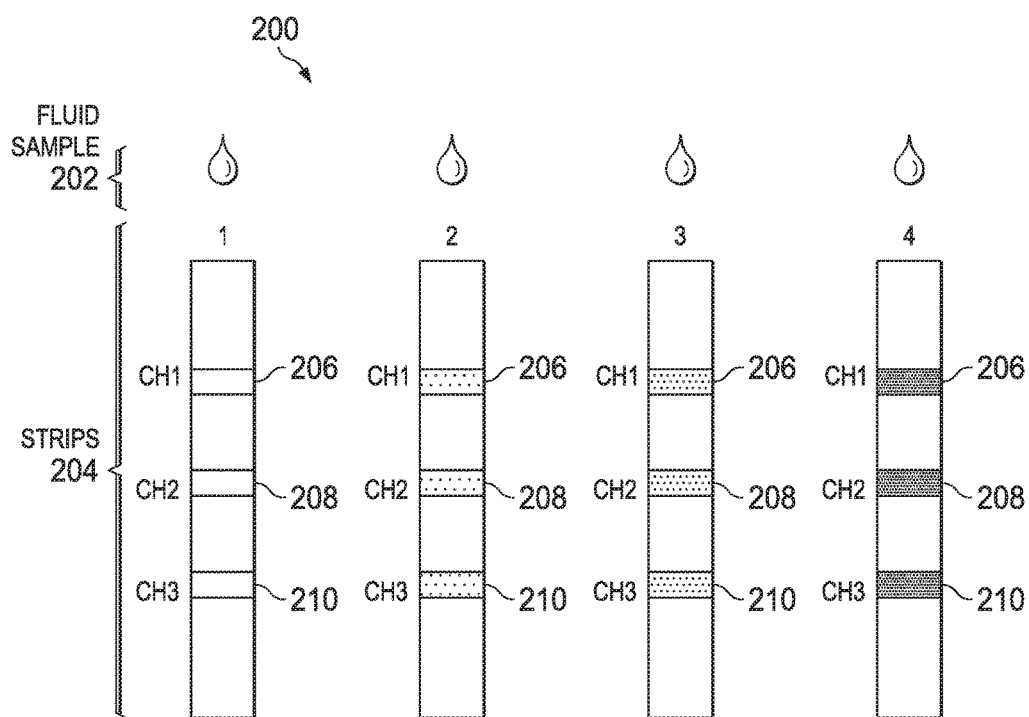 200
FLUID
SAMPLE
202
1 2 3 4
CH1 206 CH1 206 CH1 206 CH1 206
STRIPS
204
CH2 208 CH2 208 CH2 208 CH2 208
CH3 210 CH3 210 CH3 210 CH3 210